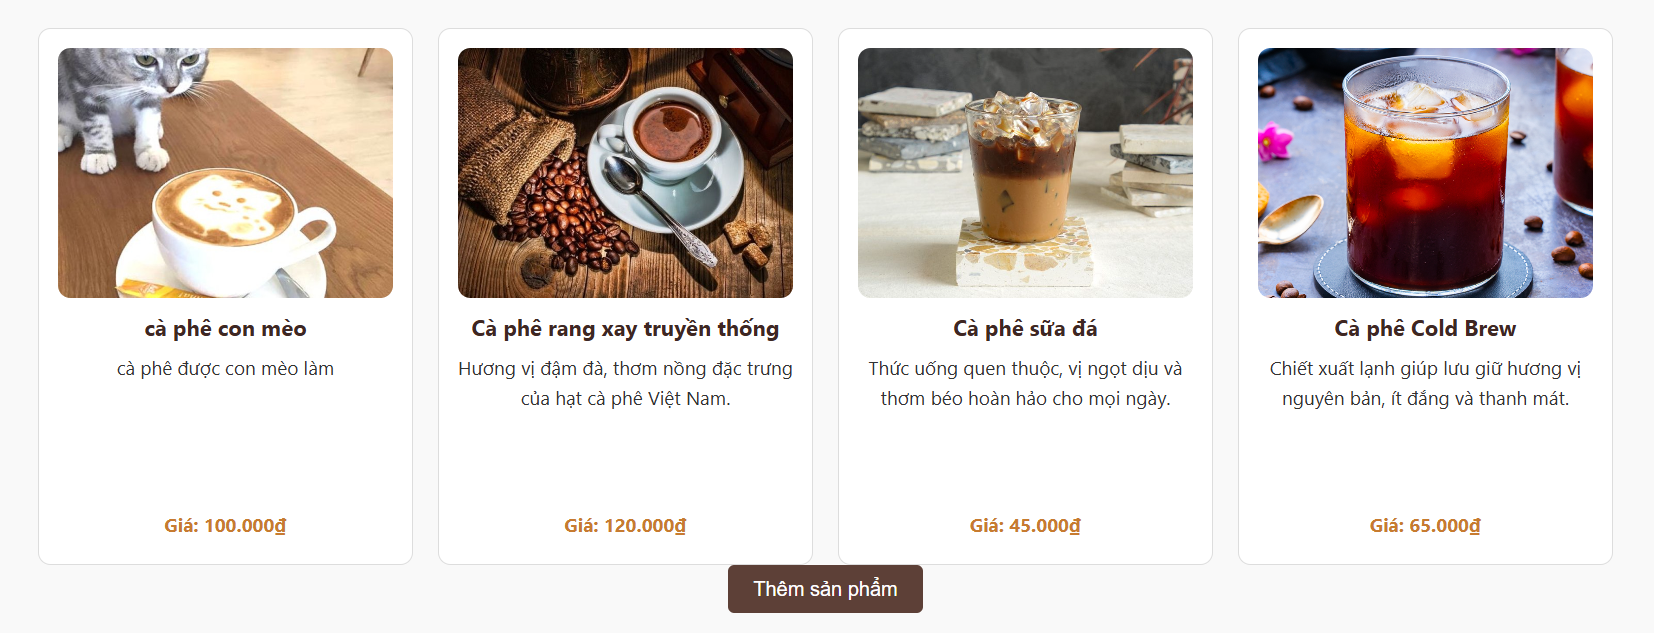 cà phê con mèo
cà phê được con mèo làm
Giá: 100.000₫
Cà phê rang xay truyền thống
Hương vị đậm đà, thơm nồng đặc trưng
của hạt cà phê Việt Nam.
Giá: 120.000₫
Cà phê sữa đá
Thức uống quen thuộc, vị ngọt dịu và
thơm béo hoàn hảo cho mọi ngày.
Giá: 45.000₫
Cà phê Cold Brew
Chiết xuất lạnh giúp lưu giữ hương vị
nguyên bản, ít đắng và thanh mát.
Giá: 65.000₫
Thêm sản phẩm